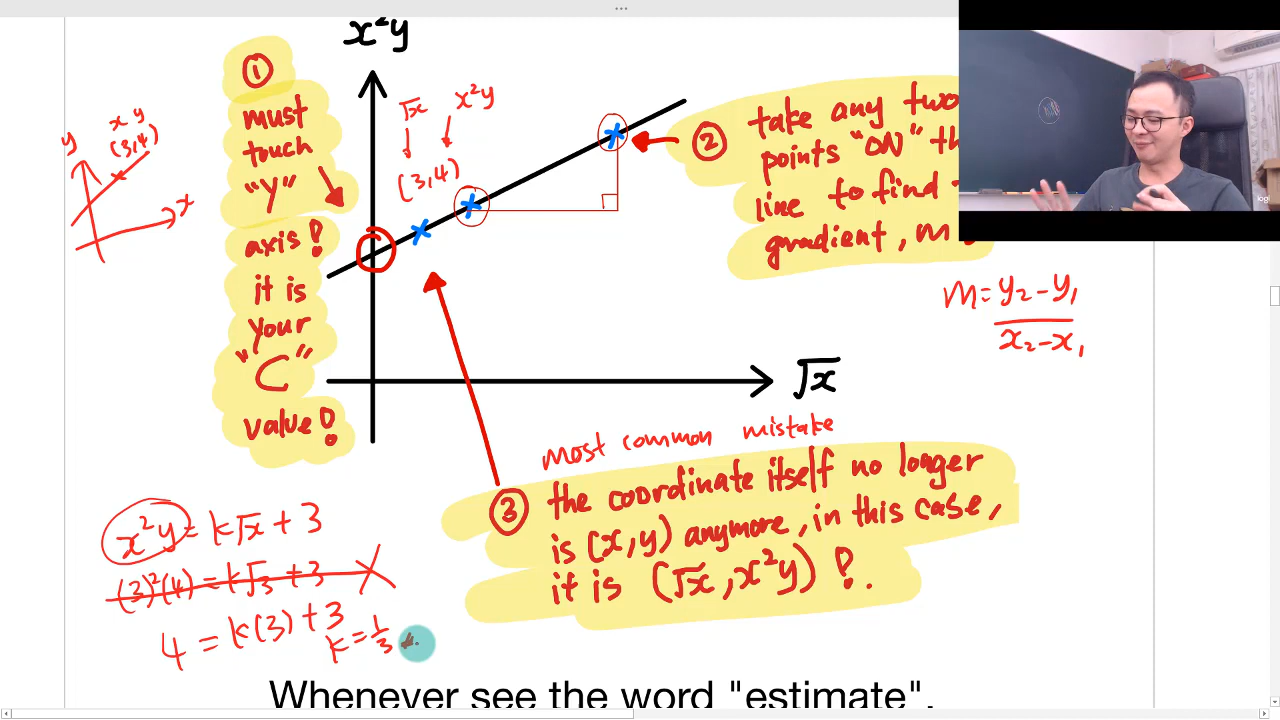 x²y
①
must
touch
"Y"
axis!
it is
your
"C"
value!
y
x y
(3,4)
x
√x
x²y
(3,4)
② take any two
points "ON"
line to find
gradient, m
m = y₂-y₁
x₂-x₁
√x
most common mistake
③ the coordinate itself no longer
is (x,y) anymore, in this case,
it is (√x, x²y)!.
x²y = k√x + 3
(3)²(4) = k√3 + 3
4 = k(3) + 3
k = 1/3
Whenever see the word "estimate",
logi